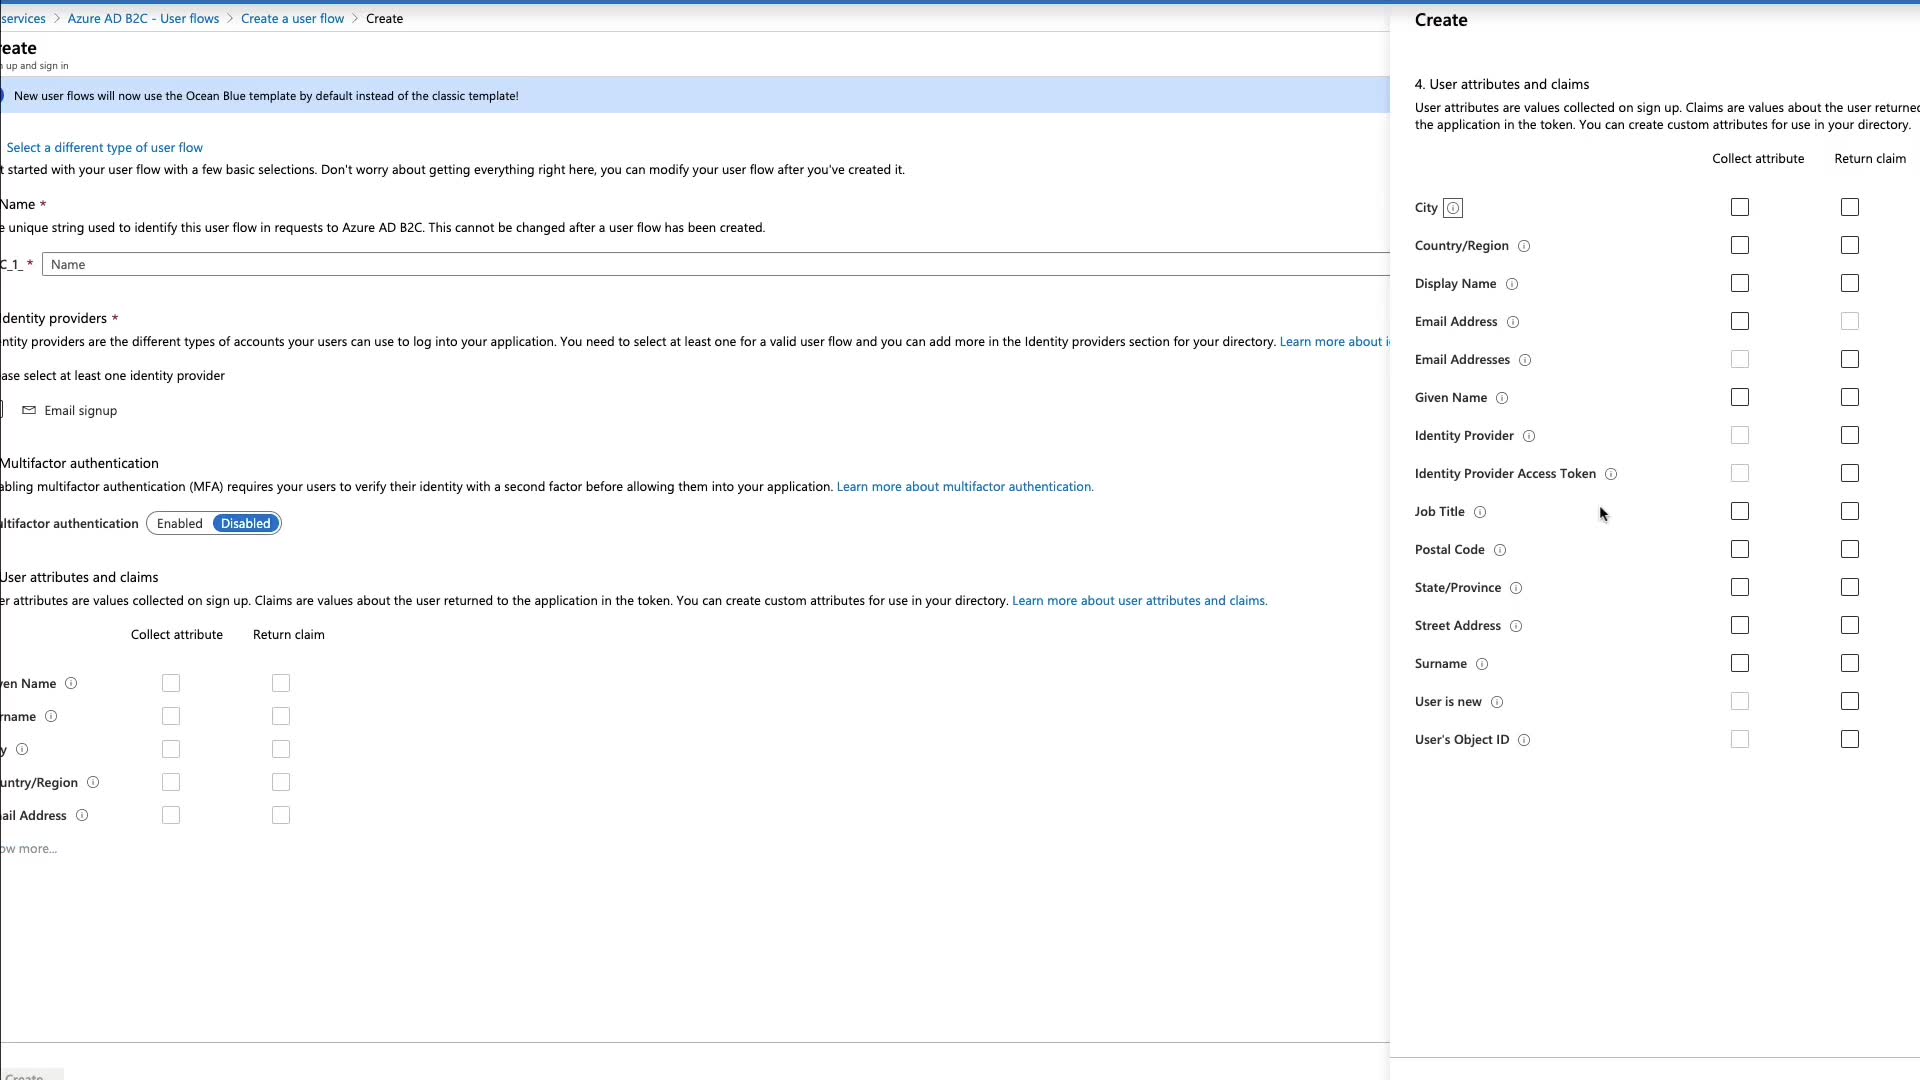 services > Azure AD B2C - User flows > Create a user flow > Create
reate
n up and sign in
New user flows will now use the Ocean Blue template by default instead of the classic template!
Select a different type of user flow
t started with your user flow with a few basic selections. Don't worry about getting everything right here, you can modify your user flow after you've created it.
Name *
e unique string used to identify this user flow in requests to Azure AD B2C. This cannot be changed after a user flow has been created.
C_1_ * Name
dentity providers *
entity providers are the different types of accounts your users can use to log into your application. You need to select at least one for a valid user flow and you can add more in the Identity providers section for your directory. Learn more about i
ase select at least one identity provider
Email signup
Multifactor authentication
abling multifactor authentication (MFA) requires your users to verify their identity with a second factor before allowing them into your application. Learn more about multifactor authentication.
ultifactor authentication Enabled Disabled
User attributes and claims
er attributes are values collected on sign up. Claims are values about the user returned to the application in the token. You can create custom attributes for use in your directory. Learn more about user attributes and claims.
Collect attribute Return claim
ven Name
rname
y
untry/Region
ail Address
ow more...
Create
Create
4. User attributes and claims
User attributes are values collected on sign up. Claims are values about the user returned
the application in the token. You can create custom attributes for use in your directory.
Collect attribute Return claim
City
Country/Region
Display Name
Email Address
Email Addresses
Given Name
Identity Provider
Identity Provider Access Token
Job Title
Postal Code
State/Province
Street Address
Surname
User is new
User's Object ID